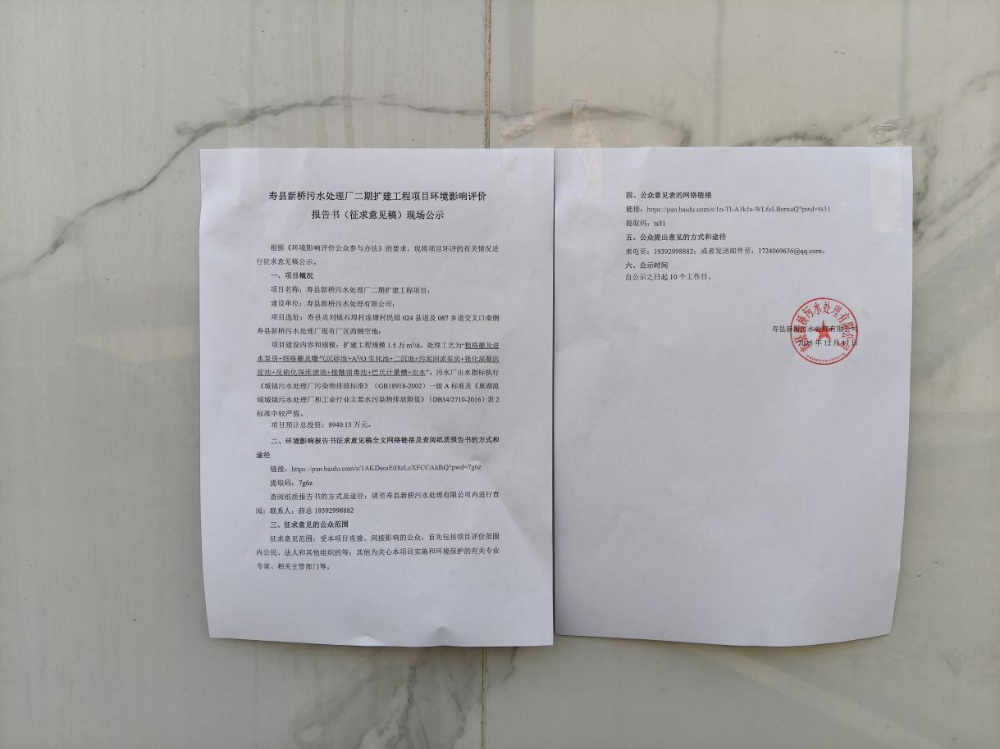 寿县新桥污水处理厂二期扩建工程项目环境影响评价
报告书（征求意见稿）现场公示
根据《环境影响评价公众参与办法》的要求，现将项目环评的有关情况进
行征求意见稿公示。
一、项目概况
项目名称：寿县新桥污水处理厂二期扩建工程项目；
建设单位：寿县新桥污水处理有限公司；
项目选址：寿县炎刘镇石埠村连塘村民组 024 县道及 087 乡道交叉口南侧
寿县新桥污水处理厂现有厂区西侧空地；
项目建设内容和规模：扩建工程规模 1.5 万 m³/d，处理工艺为“粗格栅及进
水泵房+细格栅及曝气沉砂池+A²/O 生化池+二沉池+污泥回流泵房+强化混凝沉
淀池+反硝化深床滤池+接触消毒池+巴氏计量槽+出水”。污水厂出水指标执行
《城镇污水处理厂污染物排放标准》（GB18918-2002）一级 A 标准及《巢湖流
域城镇污水处理厂和工业行业主要水污染物排放限值》（DB34/2710-2016）表 2
标准中较严值。
项目预计总投资：8940.13 万元。
二、环境影响报告书征求意见稿全文网络链接及查阅纸质报告书的方式和
途径
链接：https://pan.baidu.com/s/1AKDeoiEtI8zLcXFCCAldhQ?pwd=7g6z
提取码：7g6z
查阅纸质报告书的方式及途径：请至寿县新桥污水处理有限公司内进行查
阅；联系人：薛总 19392998882
三、征求意见的公众范围
征求意见范围：受本项目直接、间接影响的公众，首先包括项目评价范围
内公民、法人和其他组织的等；其他为关心本项目实施和环境保护的有关专业
专家、相关主管部门等。
四、公众意见表的网络链接
链接：https://pan.baidu.com/s/1n-Tl-A1kJa-WLfoLBerxuQ?pwd=ts31
提取码：ts31
五、公众提出意见的方式和途径
来电至：19392998882；或者发送邮件至：1724069636@qq.com。
六、公示时间
自公示之日起 10 个工作日。
寿县新桥污水处理有限公司
2025 年 12 月 17 日
寿县新桥污水处理有限公司